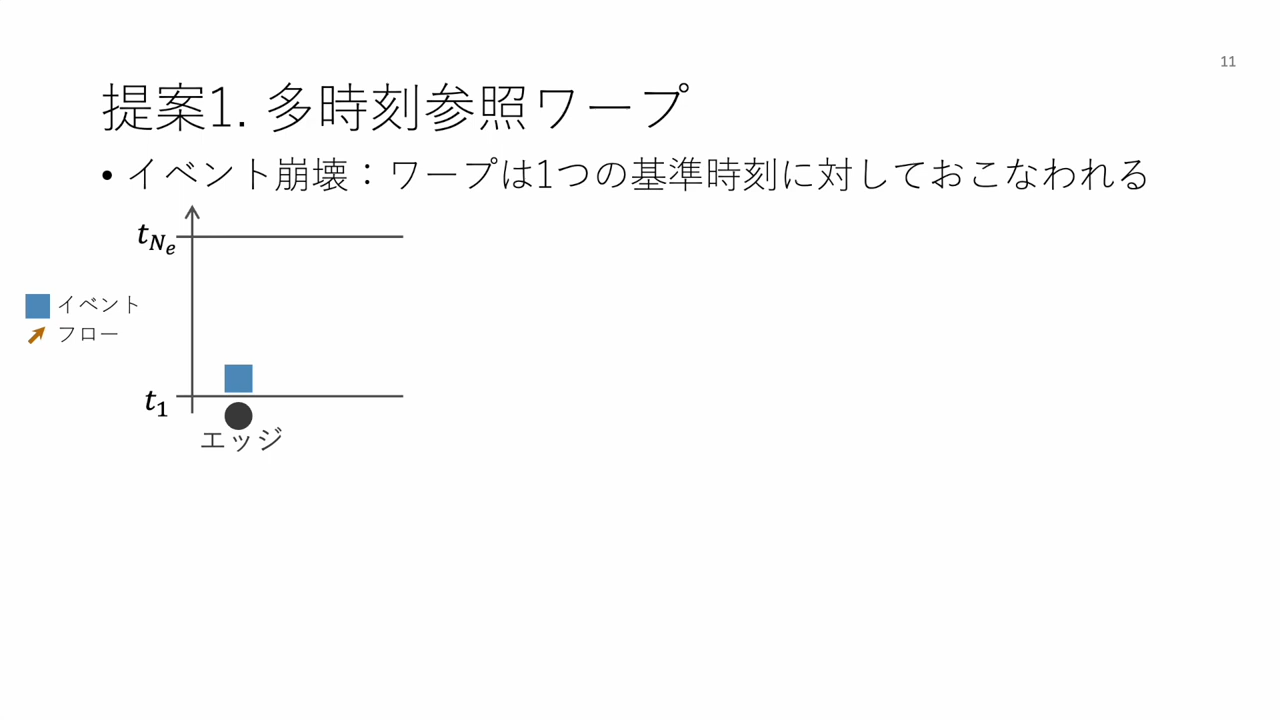 11
提案1. 多時刻参照ワープ
• イベント崩壊：ワープは1つの基準時刻に対しておこなわれる
t_{N_e}
イベント
フロー
t_1
エッジ